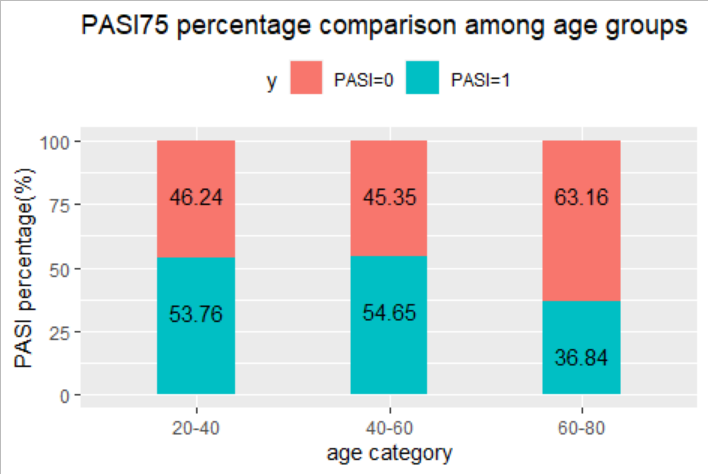 PASI75 percentage comparison among age groups
y PASI=0 PASI=1
PASI percentage(%)
100
75
50
25
0
46.24 45.35 63.16
53.76 54.65 36.84
20-40 40-60 60-80
age category